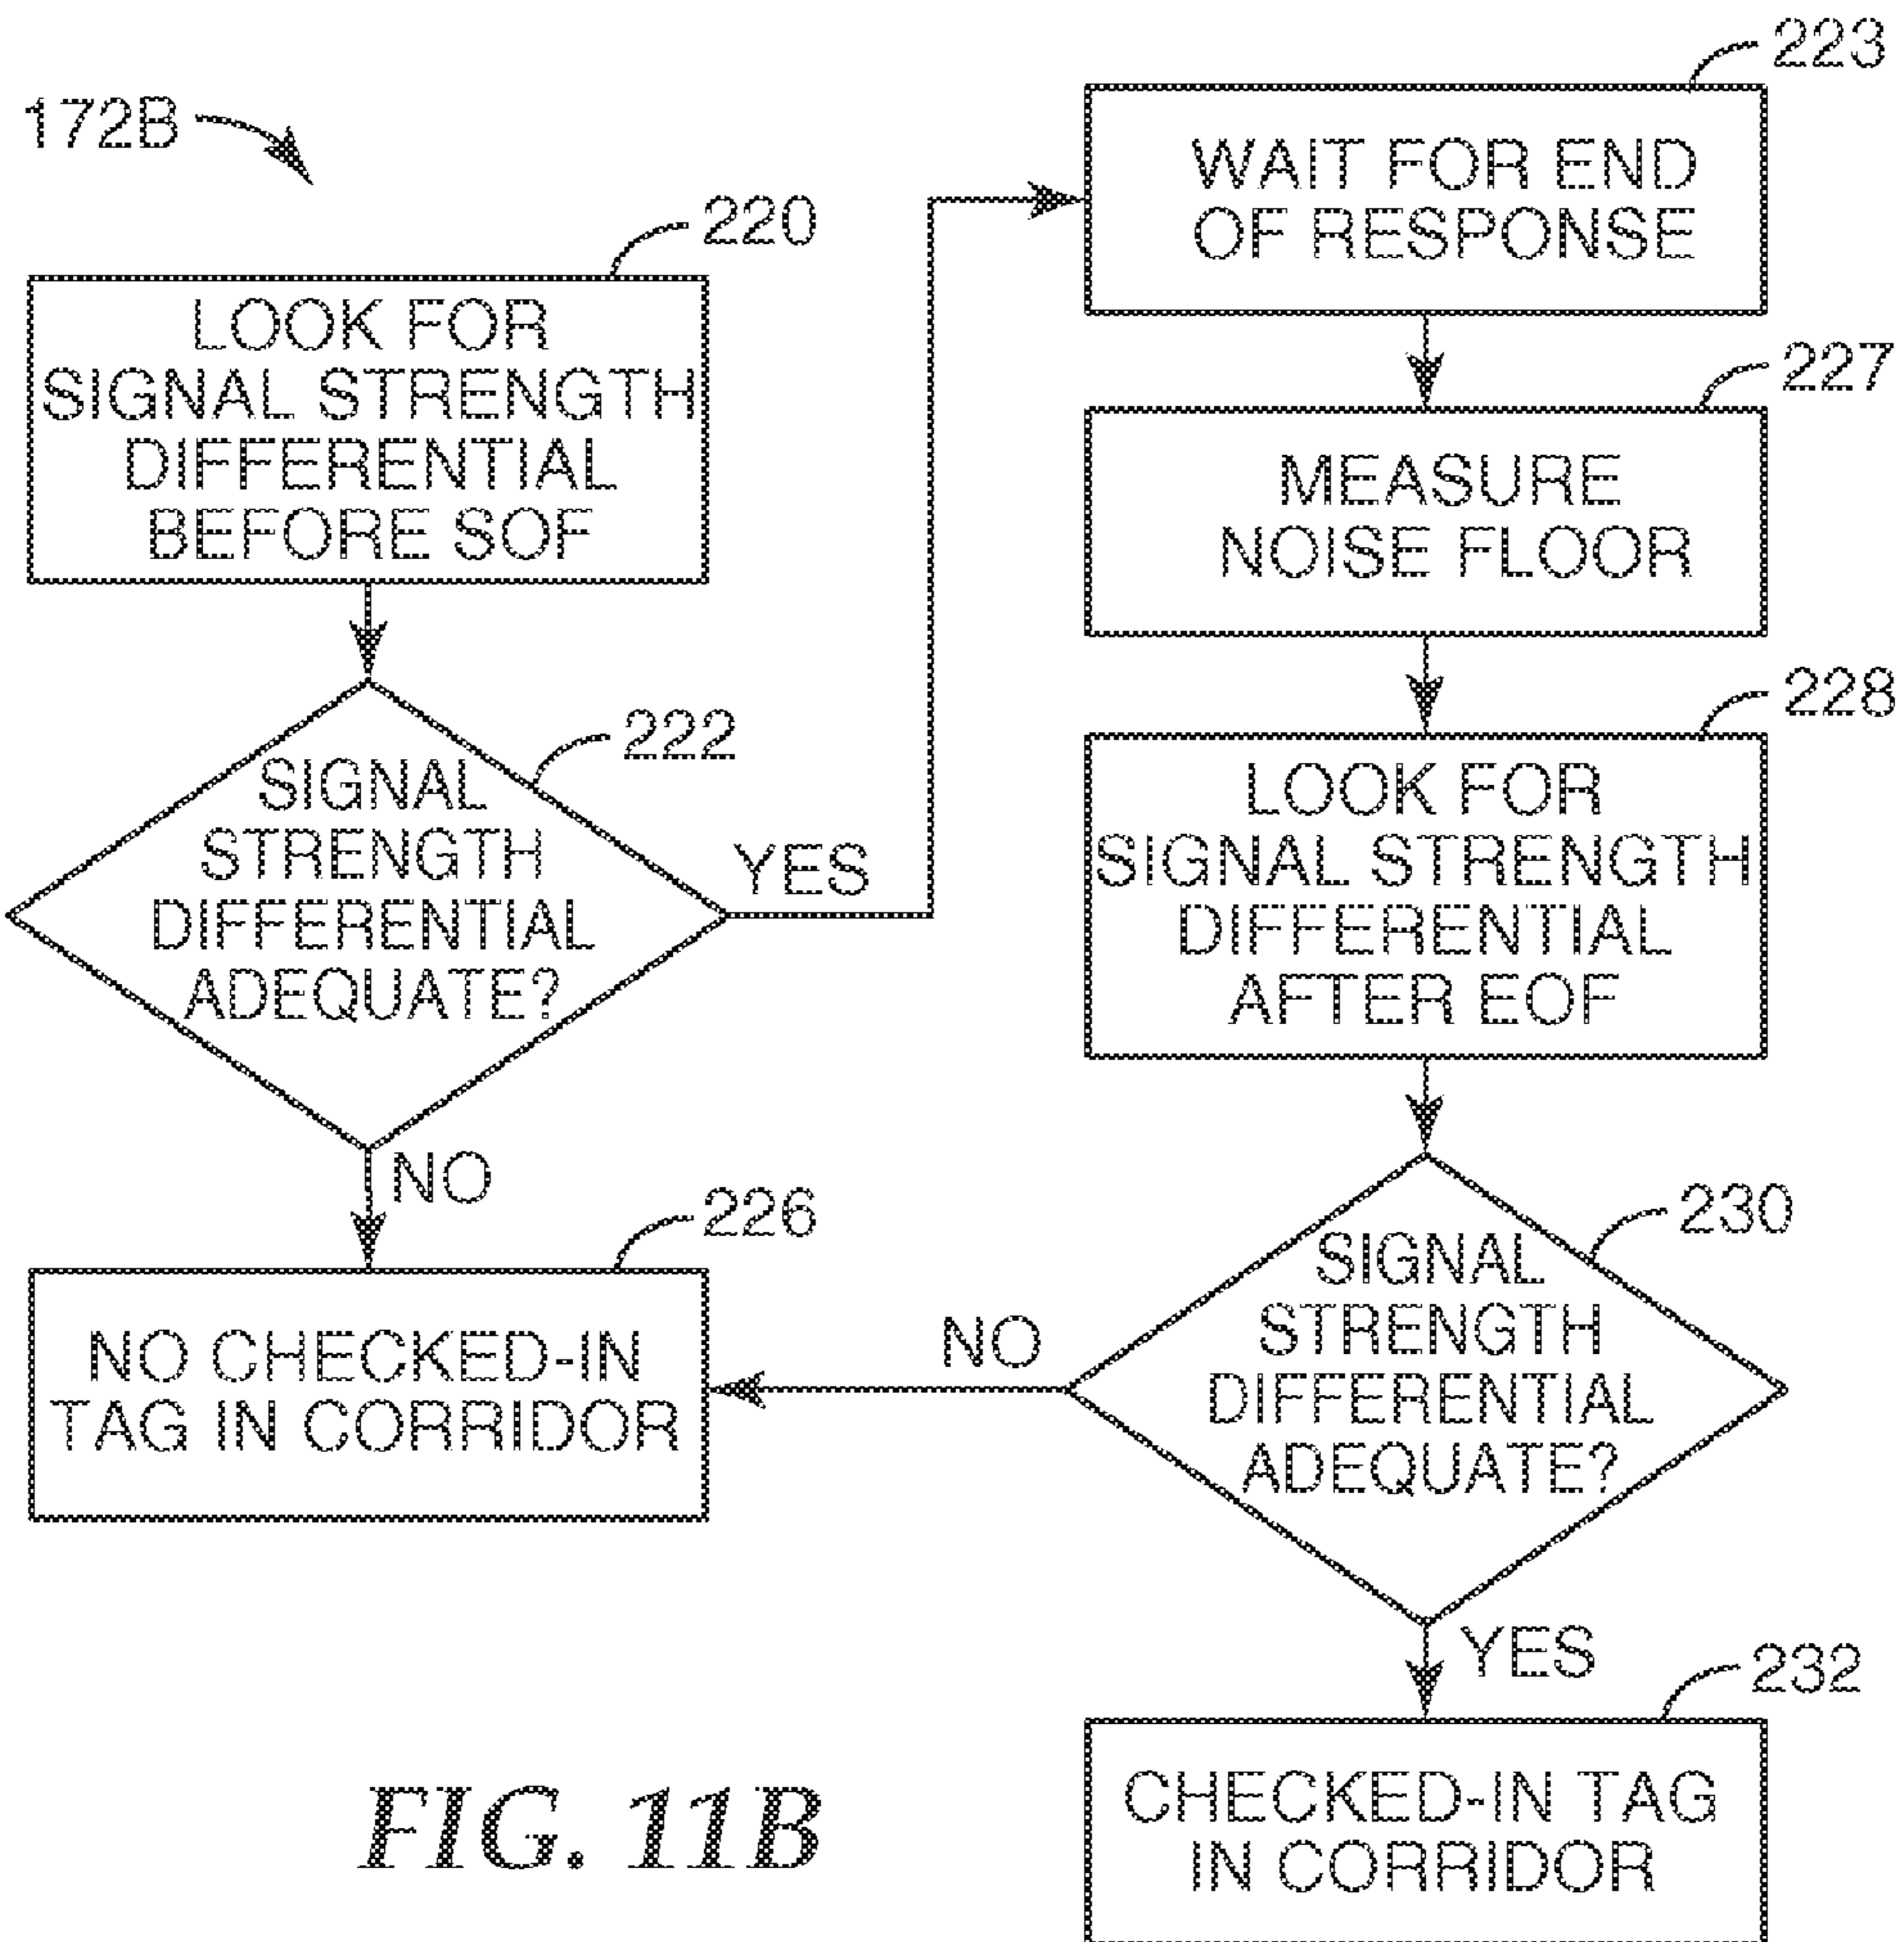 172B
220
LOOK FOR
SIGNAL STRENGTH
DIFFERENTIAL
BEFORE SOF
222
SIGNAL
STRENGTH
DIFFERENTIAL
ADEQUATE?
YES
NO
226
NO CHECKED-IN
TAG IN CORRIDOR
223
WAIT FOR END
OF RESPONSE
227
MEASURE
NOISE FLOOR
228
LOOK FOR
SIGNAL STRENGTH
DIFFERENTIAL
AFTER EOF
230
SIGNAL
STRENGTH
DIFFERENTIAL
ADEQUATE?
NO
YES
232
CHECKED-IN TAG
IN CORRIDOR
FIG. 11B